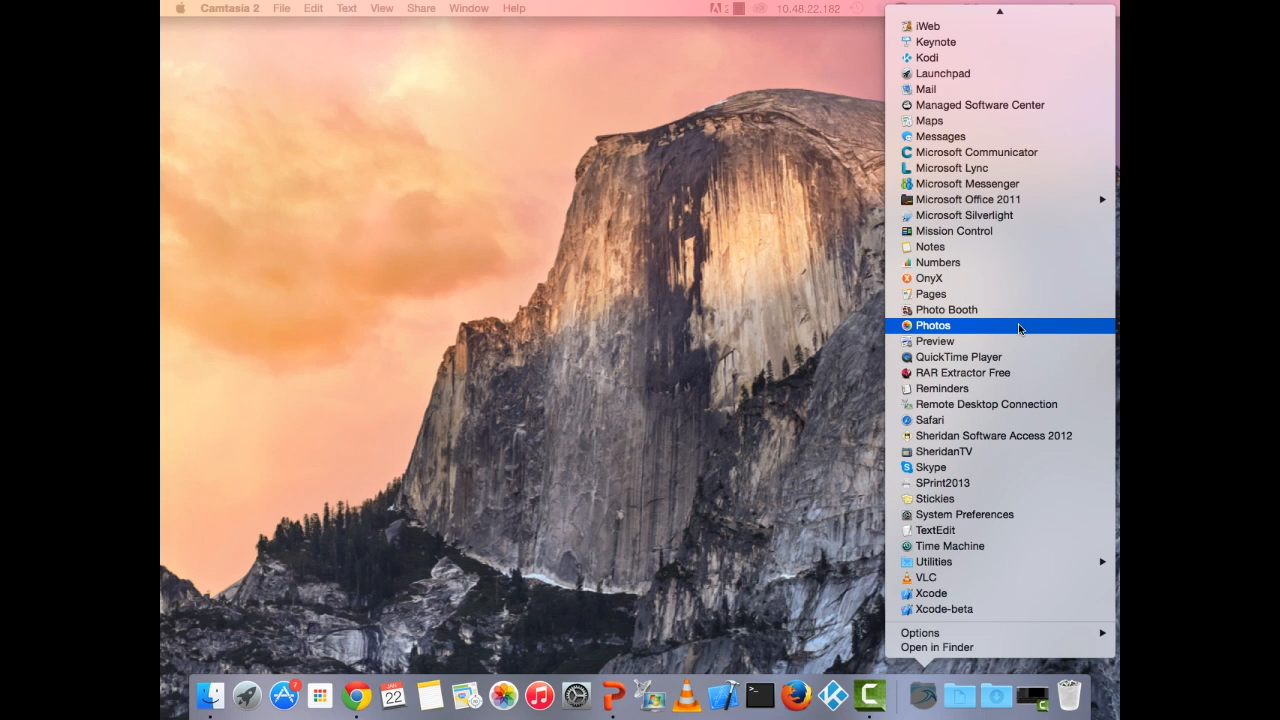 Camtasia 2 File Edit Text View Share Window Help 10.48.22.182
iWeb
Keynote
Kodi
Launchpad
Mail
Managed Software Center
Maps
Messages
Microsoft Communicator
Microsoft Lync
Microsoft Messenger
Microsoft Office 2011
Microsoft Silverlight
Mission Control
Notes
Numbers
OnyX
Pages
Photo Booth
Photos
Preview
QuickTime Player
RAR Extractor Free
Reminders
Remote Desktop Connection
Safari
Sheridan Software Access 2012
SheridanTV
Skype
SPrint2013
Stickies
System Preferences
TextEdit
Time Machine
Utilities
VLC
Xcode
Xcode-beta
Options
Open in Finder
JAN
22